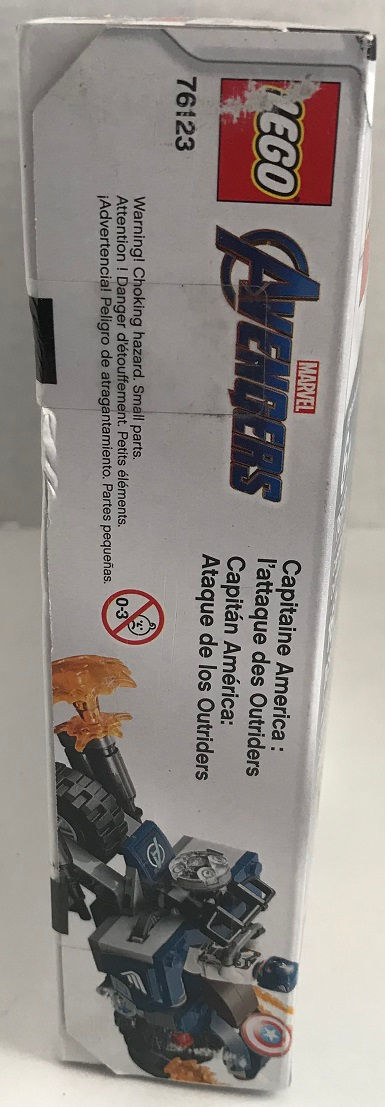 LEGO
76123
MARVEL
AVENGERS
Capitaine America :
l'attaque des Outriders
Capitán América:
Ataque de los Outriders
Warning! Choking hazard. Small parts.
Attention ! Danger d'étouffement. Petits éléments.
¡Advertencia! Peligro de atragantamiento. Partes pequeñas.
0-3